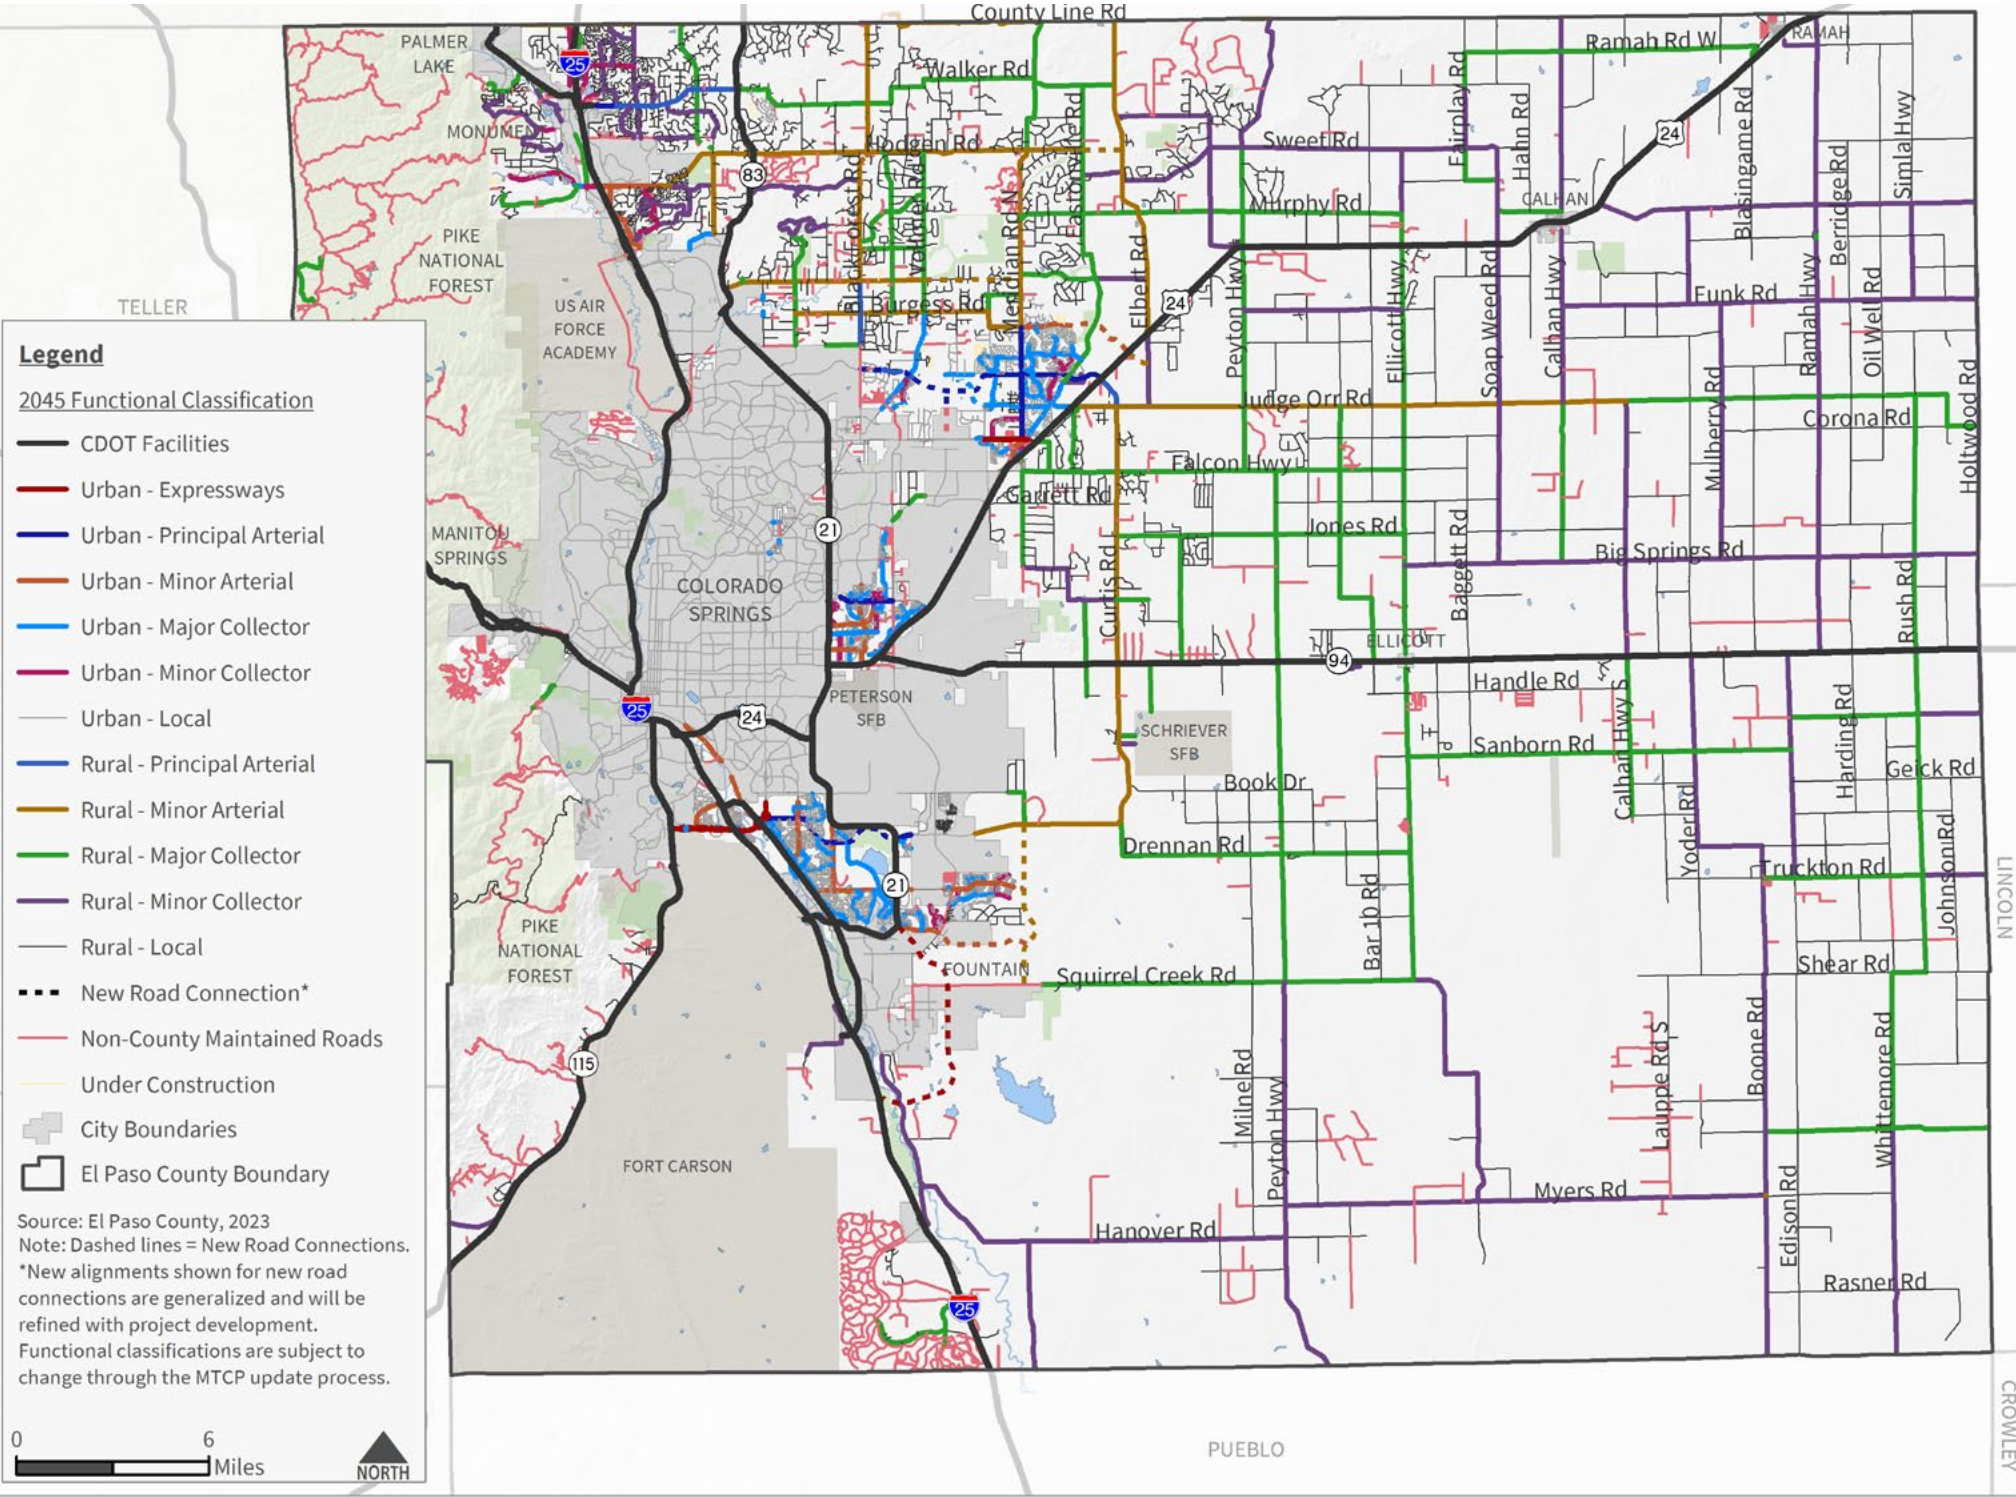 County Line Rd
PALMER
LAKE
25
Walker Rd
Ramah Rd W
RAMAH
MONUMENT
Hodgen Rd
83
Eastonville Rd
Sweet Rd
Fairplay Rd
Hahn Rd
24
Blasingame Rd
Berridge Rd
Simla Hwy
Black Forest Rd
Vollmer Rd
Meridian Rd N
Murphy Rd
CALHAN
PIKE
NATIONAL
FOREST
Elbert Rd
TELLER
US AIR
FORCE
ACADEMY
Burgess Rd
24
Peyton Hwy
Ellicott Hwy
Soap Weed Rd
Calhan Hwy
Funk Rd
Ramah Hwy
Oil Well Rd
Judge Orr Rd
Mulberry Rd
Corona Rd
Holtwood Rd
Falcon Hwy
Garrett Rd
21
MANITOU
SPRINGS
COLORADO
SPRINGS
Jones Rd
Baggett Rd
Big Springs Rd
Curtis Rd
Rush Rd
ELLICOTT
94
PETERSON
SFB
25
24
SCHRIEVER
SFB
Handle Rd
Calhan Hwy S
Sanborn Rd
Harding Rd
Book Dr
Geick Rd
Yoder Rd
Drennan Rd
Truckton Rd
Johnson Rd
LINCOLN
21
Bar 10 Rd
PIKE
NATIONAL
FOREST
FOUNTAIN
Squirrel Creek Rd
Shear Rd
115
Milne Rd
Peyton Hwy
Lauppe Rd S
Boone Rd
Whittemore Rd
FORT CARSON
Myers Rd
Hanover Rd
Edison Rd
Rasner Rd
25
PUEBLO
CROWLEY
Legend
2045 Functional Classification
CDOT Facilities
Urban - Expressways
Urban - Principal Arterial
Urban - Minor Arterial
Urban - Major Collector
Urban - Minor Collector
Urban - Local
Rural - Principal Arterial
Rural - Minor Arterial
Rural - Major Collector
Rural - Minor Collector
Rural - Local
New Road Connection*
Non-County Maintained Roads
Under Construction
City Boundaries
El Paso County Boundary
Source: El Paso County, 2023
Note: Dashed lines = New Road Connections.
*New alignments shown for new road
connections are generalized and will be
refined with project development.
Functional classifications are subject to
change through the MTCP update process.
0 6
Miles
NORTH